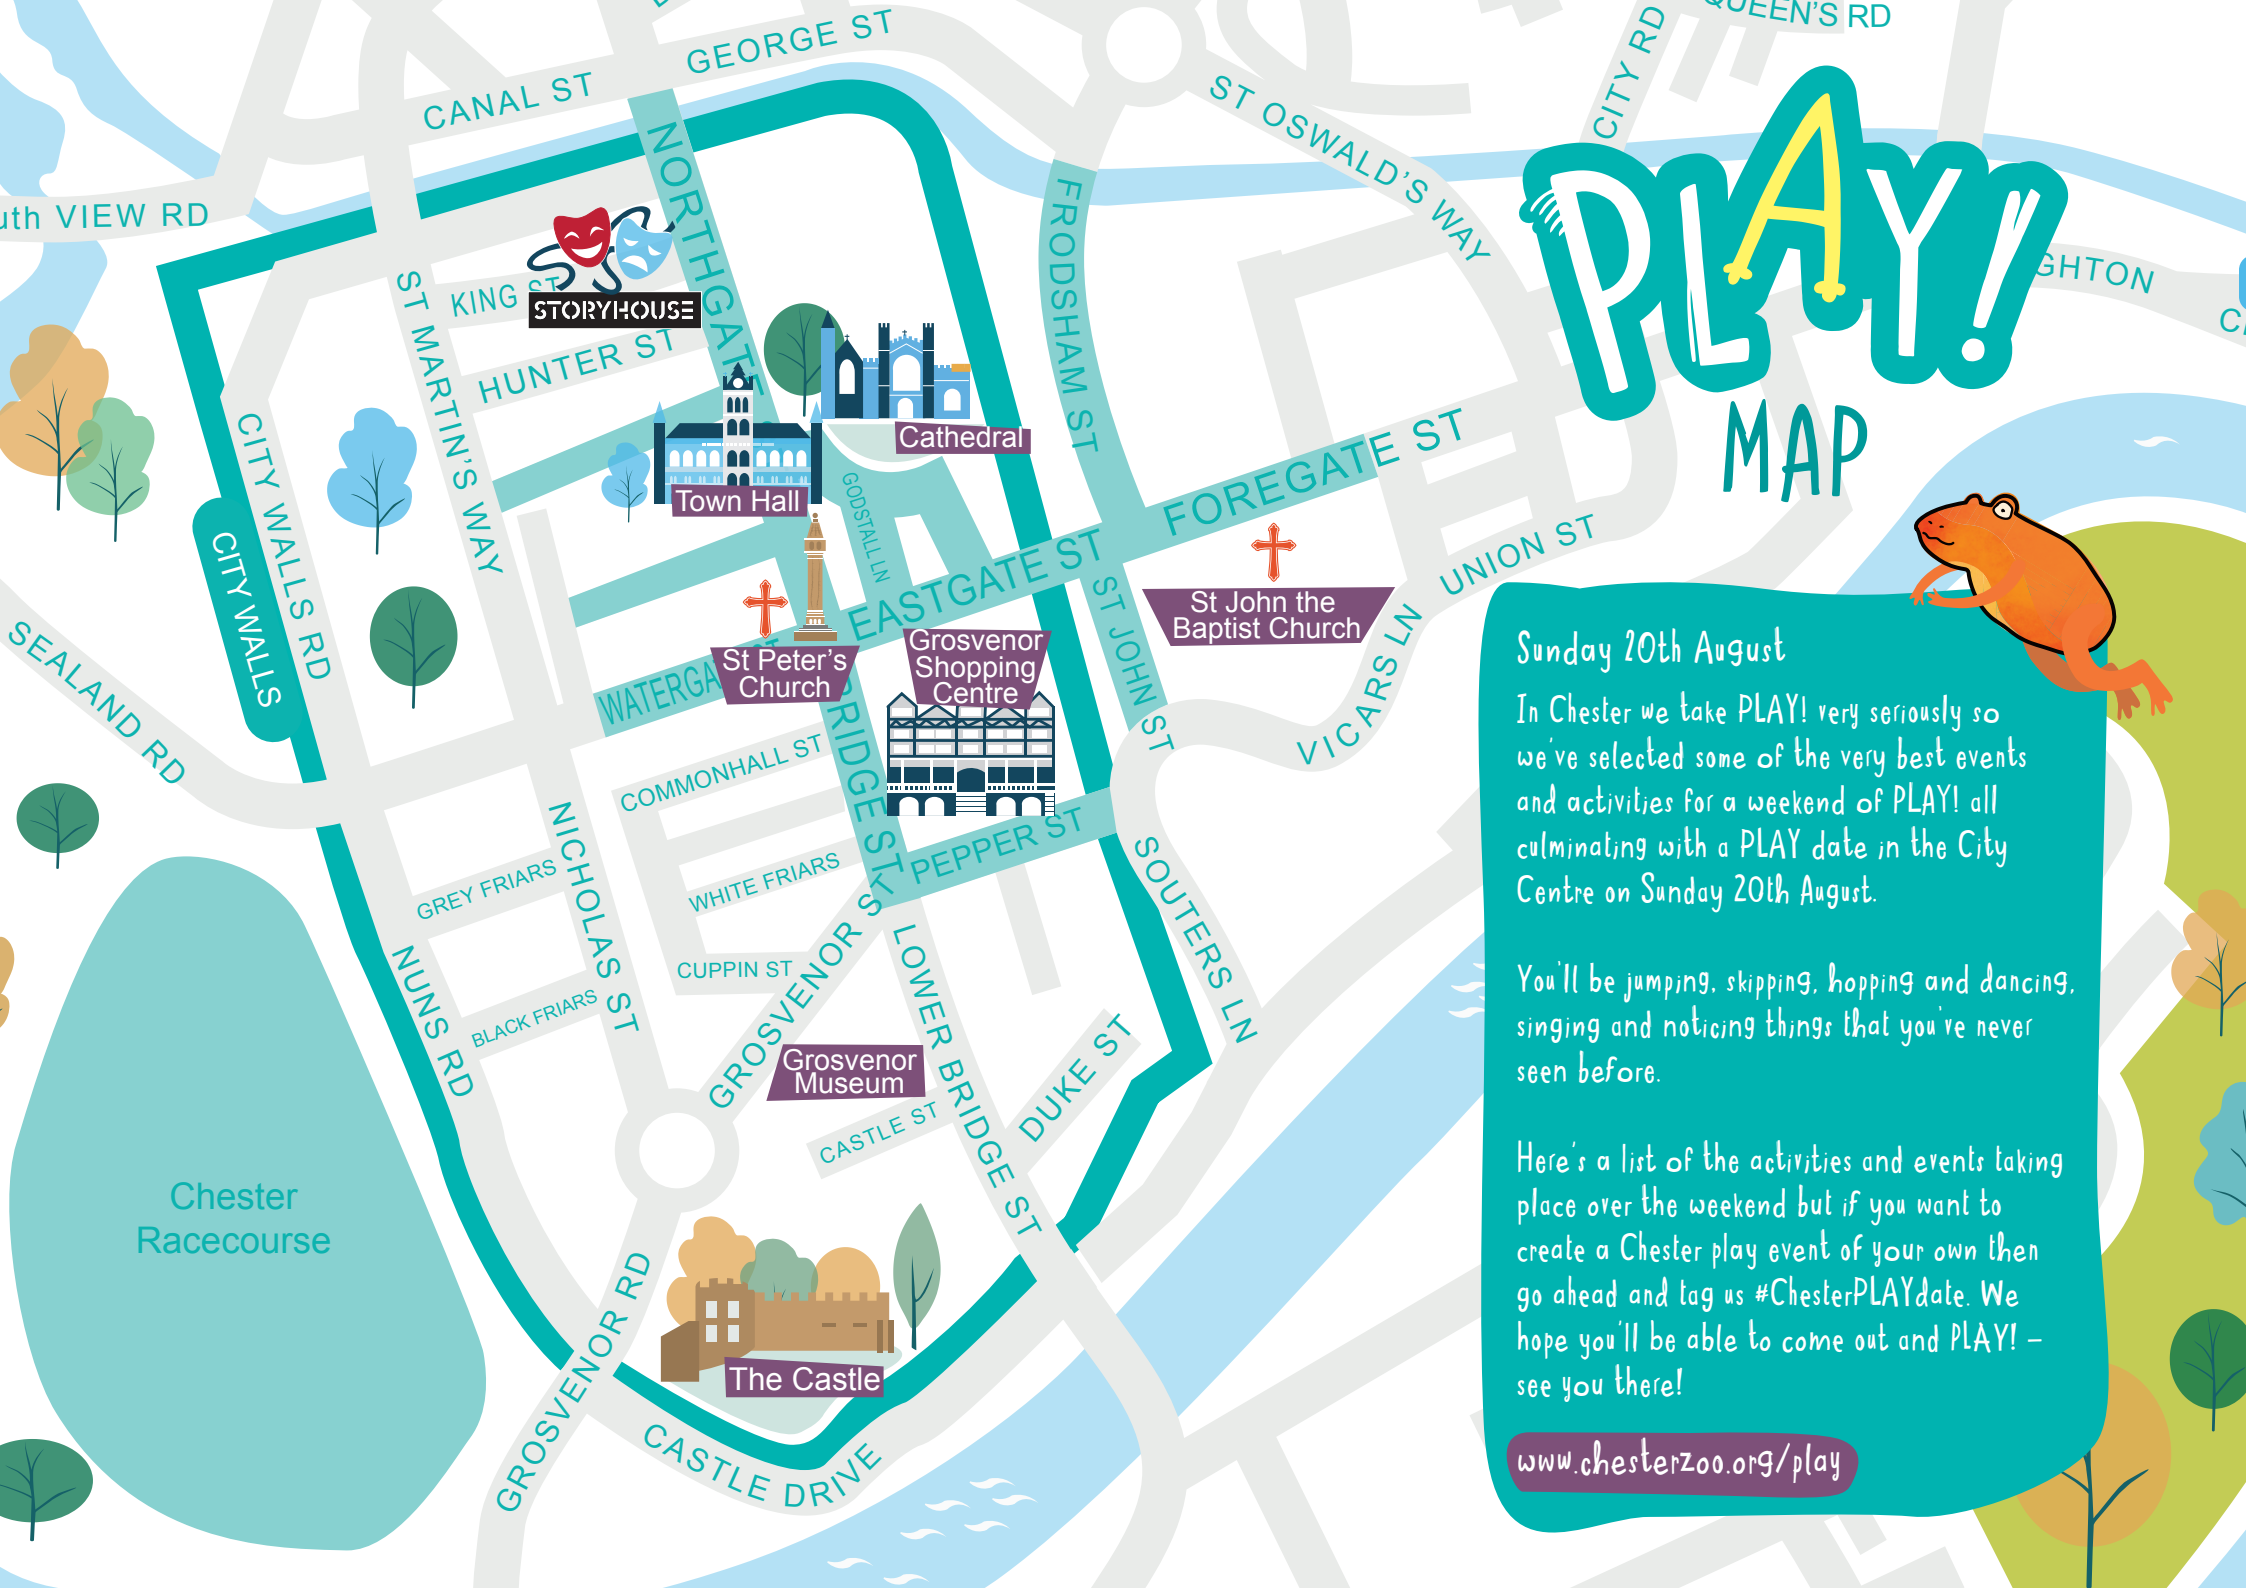 QUEEN'S RD
CITY RD
GEORGE ST
CANAL ST
ST OSWALD'S WAY
NORTHGATE
FRODSHAM ST
VIEW RD
PLAY!
MAP
ST MARTIN'S WAY
KING ST
STORYHOUSE
HUNTER ST
Cathedral
CITY WALLS RD
CITY WALLS
Town Hall
GODSTALL LN
FOREGATE ST
EASTGATE ST
UNION ST
St John the
Baptist Church
VICARS LN
ST JOHN ST
SEALAND RD
St Peter's
Church
Grosvenor
Shopping
Centre
BRIDGE ST
COMMONHALL ST
PEPPER ST
NICHOLAS ST
WHITE FRIARS
GREY FRIARS
CUPPIN ST
BLACK FRIARS
NUNS RD
SOUTERS LN
GROSVENOR ST
LOWER BRIDGE ST
Grosvenor
Museum
CASTLE ST
DUKE ST
Chester
Racecourse
GROSVENOR RD
The Castle
CASTLE DRIVE
Sunday 20th August
In Chester we take PLAY! very seriously so
we've selected some of the very best events
and activities for a weekend of PLAY! all
culminating with a PLAY date in the City
Centre on Sunday 20th August.
You'll be jumping, skipping, hopping and dancing,
singing and noticing things that you've never
seen before.
Here's a list of the activities and events taking
place over the weekend but if you want to
create a Chester play event of your own then
go ahead and tag us #ChesterPLAYdate. We
hope you'll be able to come out and PLAY! –
see you there!
www.chesterzoo.org/play